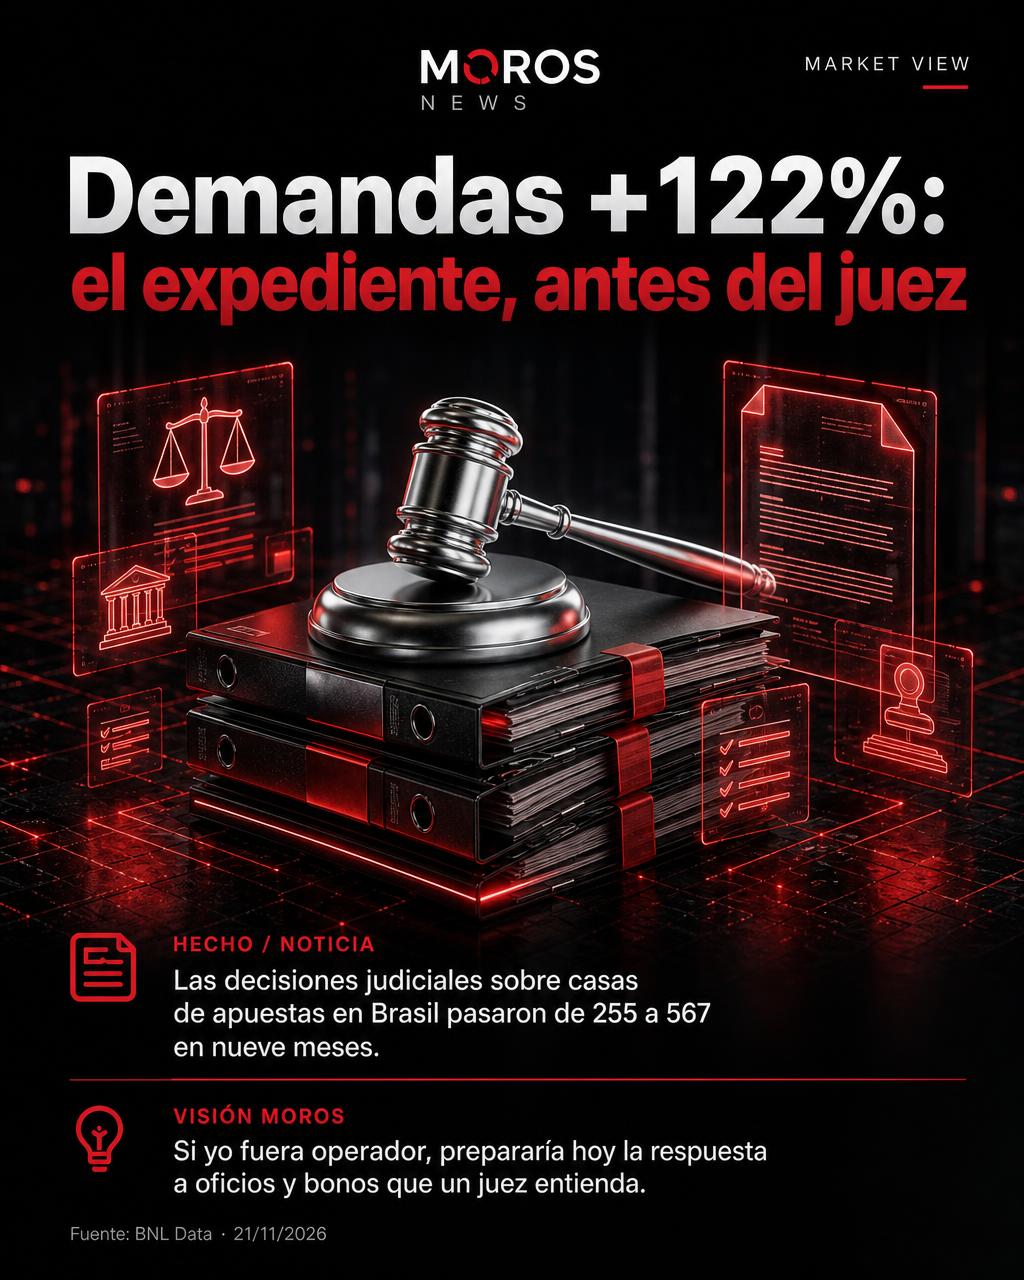 MOROS
NEWS
MARKET VIEW
Demandas +122%:
el expediente, antes del juez
HECHO / NOTICIA
Las decisiones judiciales sobre casas
de apuestas en Brasil pasaron de 255 a 567
en nueve meses.
VISIÓN MOROS
Si yo fuera operador, prepararía hoy la respuesta
a oficios y bonos que un juez entienda.
Fuente: BNL Data · 21/11/2026